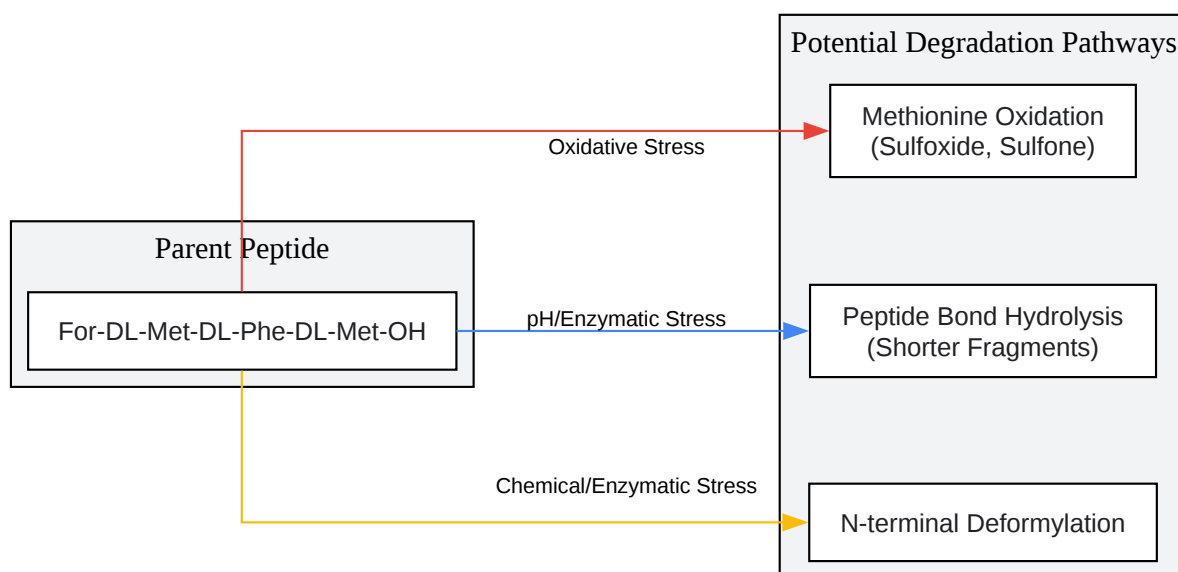 Potential Degradation Pathways
Methionine Oxidation
(Sulfoxide, Sulfone)
Oxidative Stress
Parent Peptide
For-DL-Met-DL-Phe-DL-Met-OH
pH/Enzymatic Stress
Peptide Bond Hydrolysis
(Shorter Fragments)
Chemical/Enzymatic Stress
N-terminal Deformylation